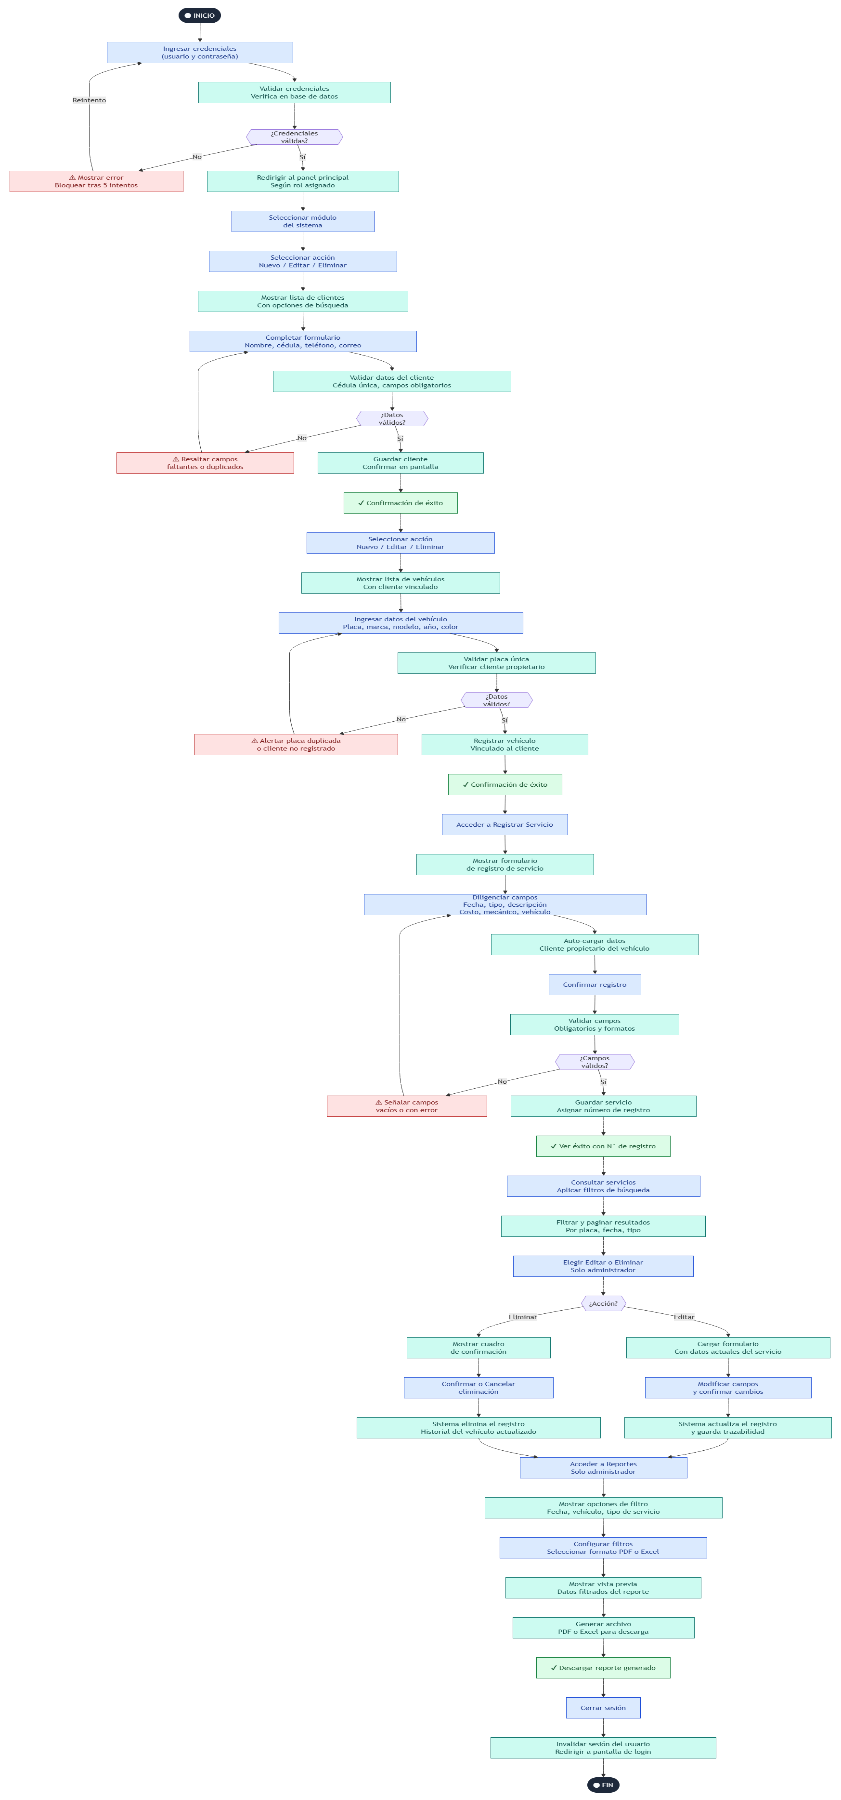 INICIO
Ingresar credenciales
(usuario y contraseña)
Validar credenciales
Verifica en base de datos
Reintento
¿Credenciales
válidas?
No
Sí
⚠ Mostrar error
Bloquear tras 5 intentos
Redirigir al panel principal
Según rol asignado
Seleccionar módulo
del sistema
Seleccionar acción
Nuevo / Editar / Eliminar
Mostrar lista de clientes
Con opciones de búsqueda
Completar formulario
Nombre, cédula, teléfono, correo
Validar datos del cliente
Cédula única, campos obligatorios
¿Datos
válidos?
No
Sí
⚠ Resaltar campos
faltantes o duplicados
Guardar cliente
Confirmar en pantalla
✓ Confirmación de éxito
Seleccionar acción
Nuevo / Editar / Eliminar
Mostrar lista de vehículos
Con cliente vinculado
Ingresar datos del vehículo
Placa, marca, modelo, año, color
Validar placa única
Verificar cliente propietario
¿Datos
válidos?
No
Sí
⚠ Alertar placa duplicada
o cliente no registrado
Registrar vehículo
Vinculado al cliente
✓ Confirmación de éxito
Acceder a Registrar Servicio
Mostrar formulario
de registro de servicio
Diligenciar campos
Fecha, tipo, descripción
Costo, mecánico, vehículo
Auto-cargar datos
Cliente propietario del vehículo
Confirmar registro
Validar campos
Obligatorios y formatos
¿Campos
válidos?
No
Sí
⚠ Señalar campos
vacíos o con error
Guardar servicio
Asignar número de registro
✓ Ver éxito con N° de registro
Consultar servicios
Aplicar filtros de búsqueda
Filtrar y paginar resultados
Por placa, fecha, tipo
Elegir Editar o Eliminar
Solo administrador
¿Acción?
Eliminar
Editar
Mostrar cuadro
de confirmación
Cargar formulario
Con datos actuales del servicio
Confirmar o Cancelar
eliminación
Modificar campos
y confirmar cambios
Sistema elimina el registro
Historial del vehículo actualizado
Sistema actualiza el registro
y guarda trazabilidad
Acceder a Reportes
Solo administrador
Mostrar opciones de filtro
Fecha, vehículo, tipo de servicio
Configurar filtros
Seleccionar formato PDF o Excel
Mostrar vista previa
Datos filtrados del reporte
Generar archivo
PDF o Excel para descarga
✓ Descargar reporte generado
Cerrar sesión
Invalidar sesión del usuario
Redirigir a pantalla de login
FIN